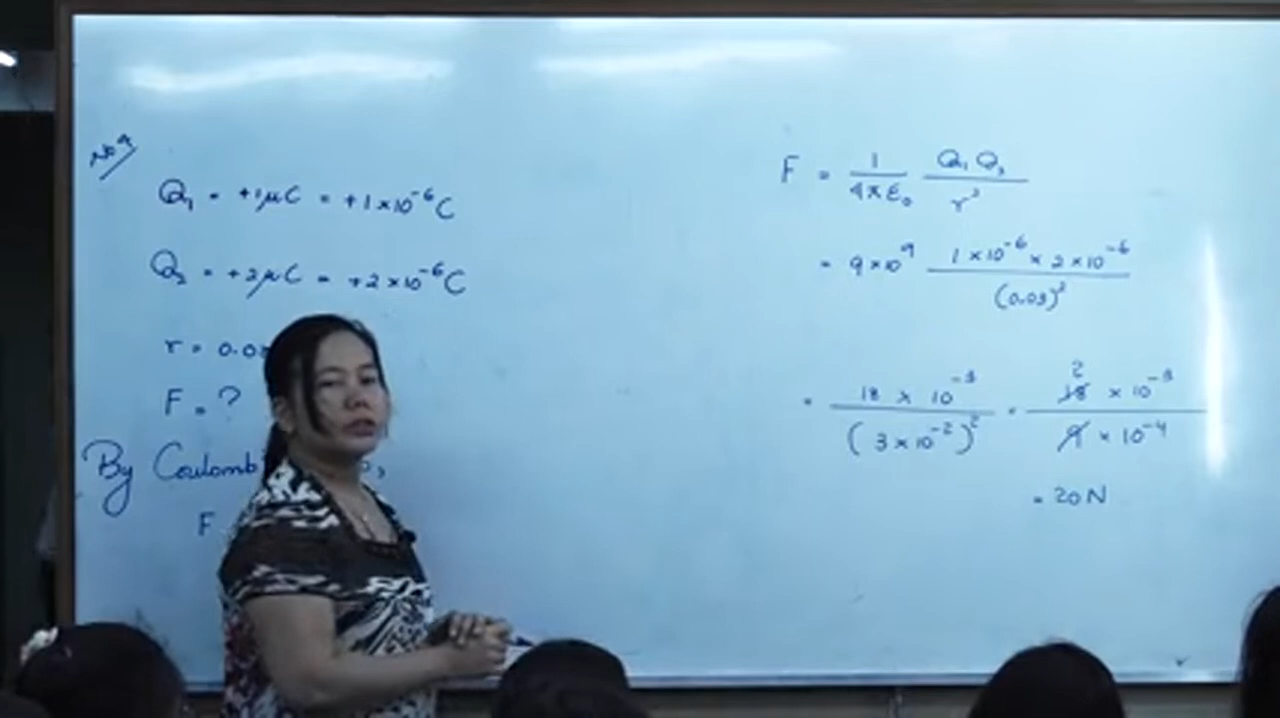 No 4
Q₁ = +1μC = +1×10⁻⁶C
Q₂ = +2μC = +2×10⁻⁶C
r = 0.0
F = ?
By Coulomb
F
F = 1/4πε₀ Q₁Q₂/r²
= 9×10⁹ 1×10⁻⁶ × 2×10⁻⁶/(0.03)²
= 18 × 10⁻³/(3×10⁻²)² = 2 18 × 10⁻³/9 × 10⁻⁴
= 20N